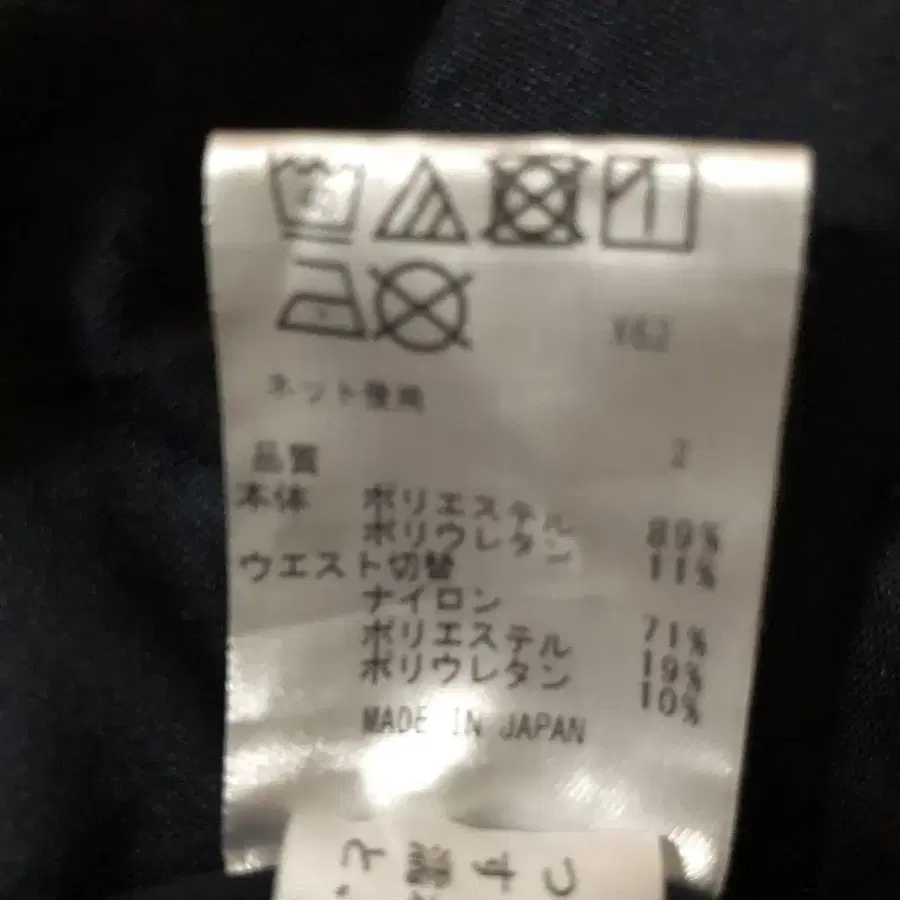 ネット使用
品質 2
本体 ポリエステル 89%
ポリウレタン 11%
ウエスト切替
ナイロン 71%
ポリエステル 19%
ポリウレタン 10%
MADE IN JAPAN